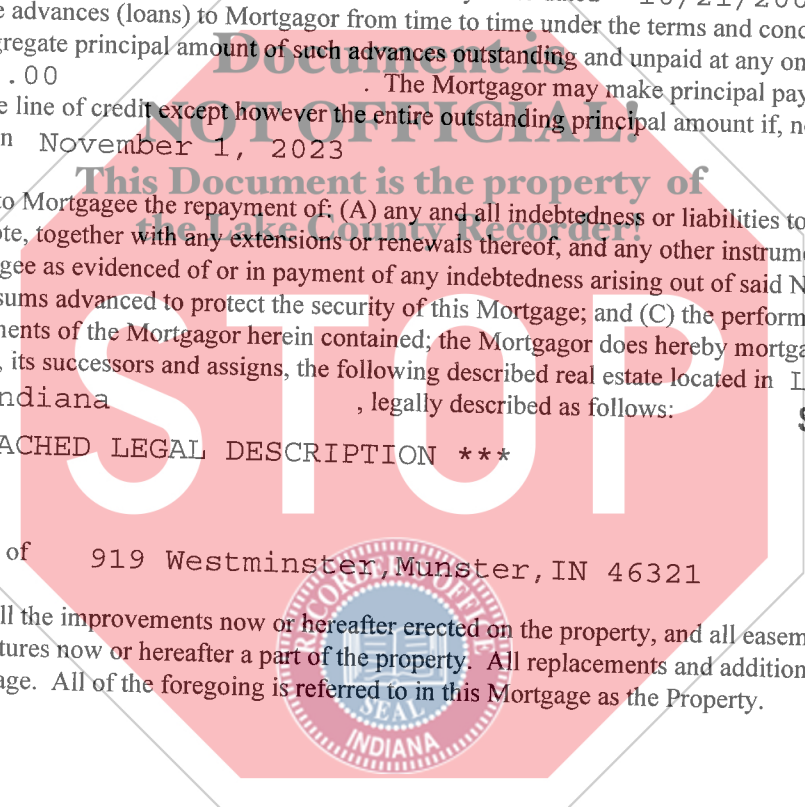 e advances (loans) to Mortgagor from time to time under the terms and conc
gregate principal amount of such advances outstanding and unpaid at any on
Document is
.00 . The Mortgagor may make principal pay
e line of credit except however the entire outstanding principal amount if, n
NOT OFFICIAL!
n November 1, 2023
This Document is the property of
to Mortgagee the repayment of; (A) any and all indebtedness or liabilities to
the Lake County Recorder!
ote, together with any extensions or renewals thereof, and any other instrume
gee as evidenced of or in payment of any indebtedness arising out of said N
sums advanced to protect the security of this Mortgage; and (C) the perform
nents of the Mortgagor herein contained; the Mortgagor does hereby mortga
, its successors and assigns, the following described real estate located in L
ndiana , legally described as follows:
STOP
ACHED LEGAL DESCRIPTION ***
of 919 Westminster,Munster,IN 46321
ll the improvements now or hereafter erected on the property, and all easem
tures now or hereafter a part of the property. All replacements and addition
age. All of the foregoing is referred to in this Mortgage as the Property.
RECORDER'S OFFICE
SEAL
INDIANA